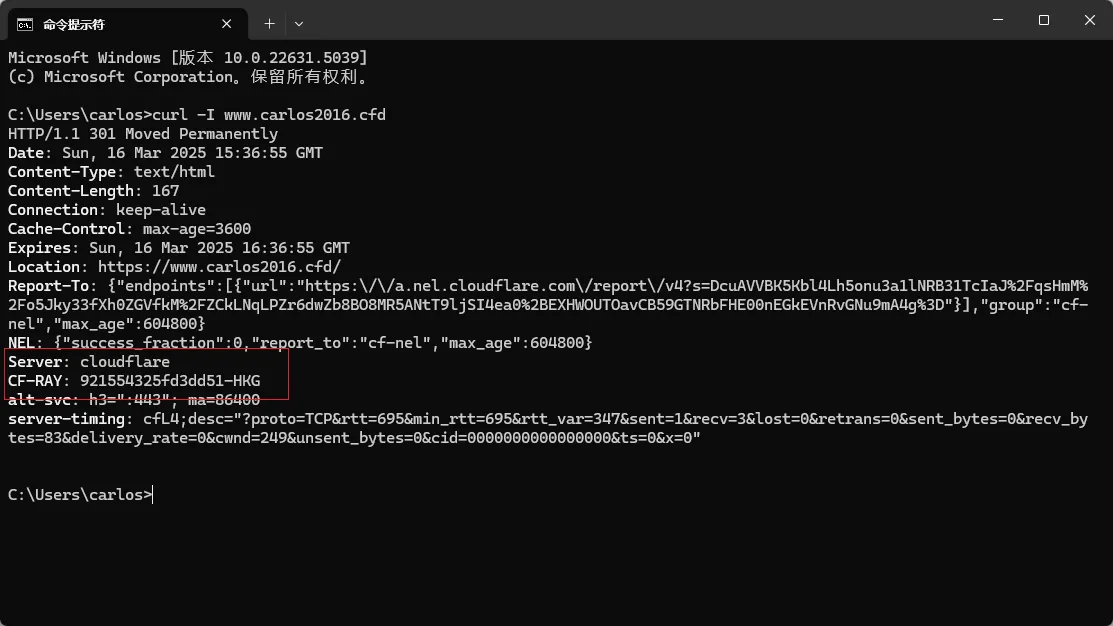 命令提示符
Microsoft Windows [版本 10.0.22631.5039]
(c) Microsoft Corporation。保留所有权利。
C:\Users\carlos>curl -I www.carlos2016.cfd
HTTP/1.1 301 Moved Permanently
Date: Sun, 16 Mar 2025 15:36:55 GMT
Content-Type: text/html
Content-Length: 167
Connection: keep-alive
Cache-Control: max-age=3600
Expires: Sun, 16 Mar 2025 16:36:55 GMT
Location: https://www.carlos2016.cfd/
Report-To: {"endpoints":[{"url":"https:\/\/a.nel.cloudflare.com\/report\/v4?s=DcuAVVBK5Kbl4Lh5onu3a1lNRB31TcIaJ%2FqsHmM%
2Fo5Jky33fXh0ZGVfkM%2FZCkLNqLPZr6dwZb8BO8MR5ANtT9ljSI4ea0%2BEXHWOUTOavCB59GTNRbFHE00nEGkEVnRvGNu9mA4g%3D"}],"group":"cf-
nel","max_age":604800}
NEL: {"success_fraction":0,"report_to":"cf-nel","max_age":604800}
Server: cloudflare
CF-RAY: 921554325fd3dd51-HKG
alt-svc: h3=":443"; ma=86400
server-timing: cfL4;desc="?proto=TCP&rtt=695&min_rtt=695&rtt_var=347&sent=1&recv=3&lost=0&retrans=0&sent_bytes=0&recv_by
tes=83&delivery_rate=0&cwnd=249&unsent_bytes=0&cid=0000000000000000&ts=0&x=0"
C:\Users\carlos>